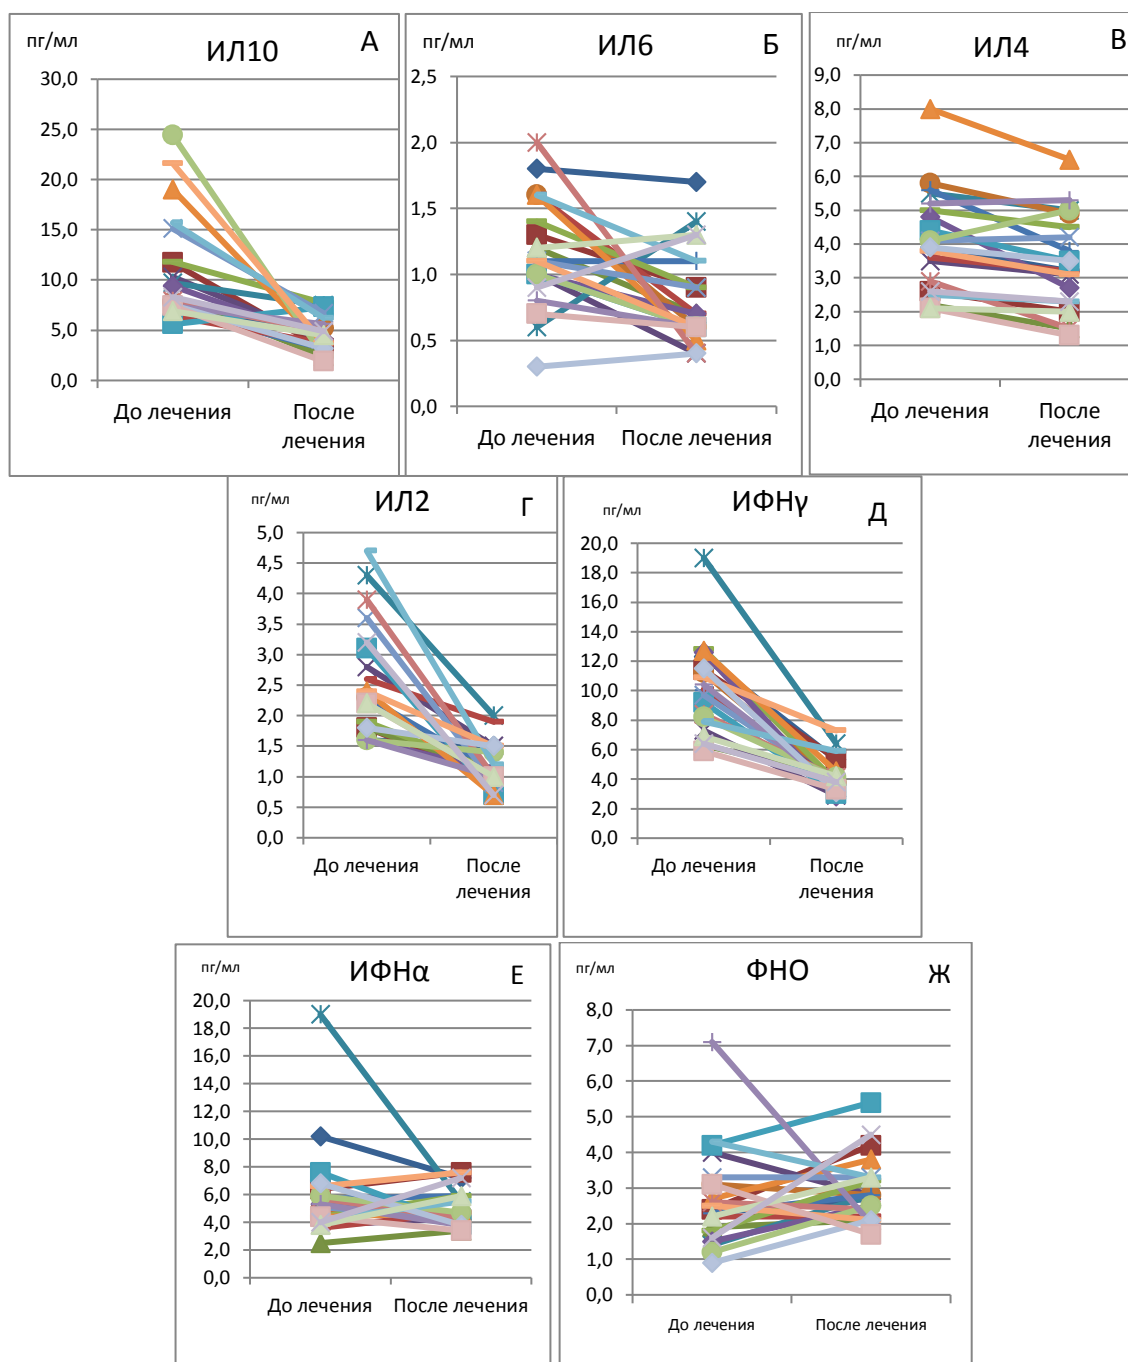 пг/мл
ИЛ10
А
30,0
25,0
20,0
15,0
10,0
5,0
0,0
До лечения
После
лечения
пг/мл
ИЛ6
Б
2,5
2,0
1,5
1,0
0,5
0,0
До лечения
После лечения
пг/мл
ИЛ4
В
9,0
8,0
7,0
6,0
5,0
4,0
3,0
2,0
1,0
0,0
До лечения
После
лечения
пг/мл
ИЛ2
Г
5,0
4,5
4,0
3,5
3,0
2,5
2,0
1,5
1,0
0,5
0,0
До лечения
После
лечения
пг/мл
ИФНγ
Д
20,0
18,0
16,0
14,0
12,0
10,0
8,0
6,0
4,0
2,0
0,0
До лечения
После
лечения
пг/мл
ИФНα
Е
20,0
18,0
16,0
14,0
12,0
10,0
8,0
6,0
4,0
2,0
0,0
До лечения
После лечения
пг/мл
ФНО
Ж
8,0
7,0
6,0
5,0
4,0
3,0
2,0
1,0
0,0
До лечения
После лечения